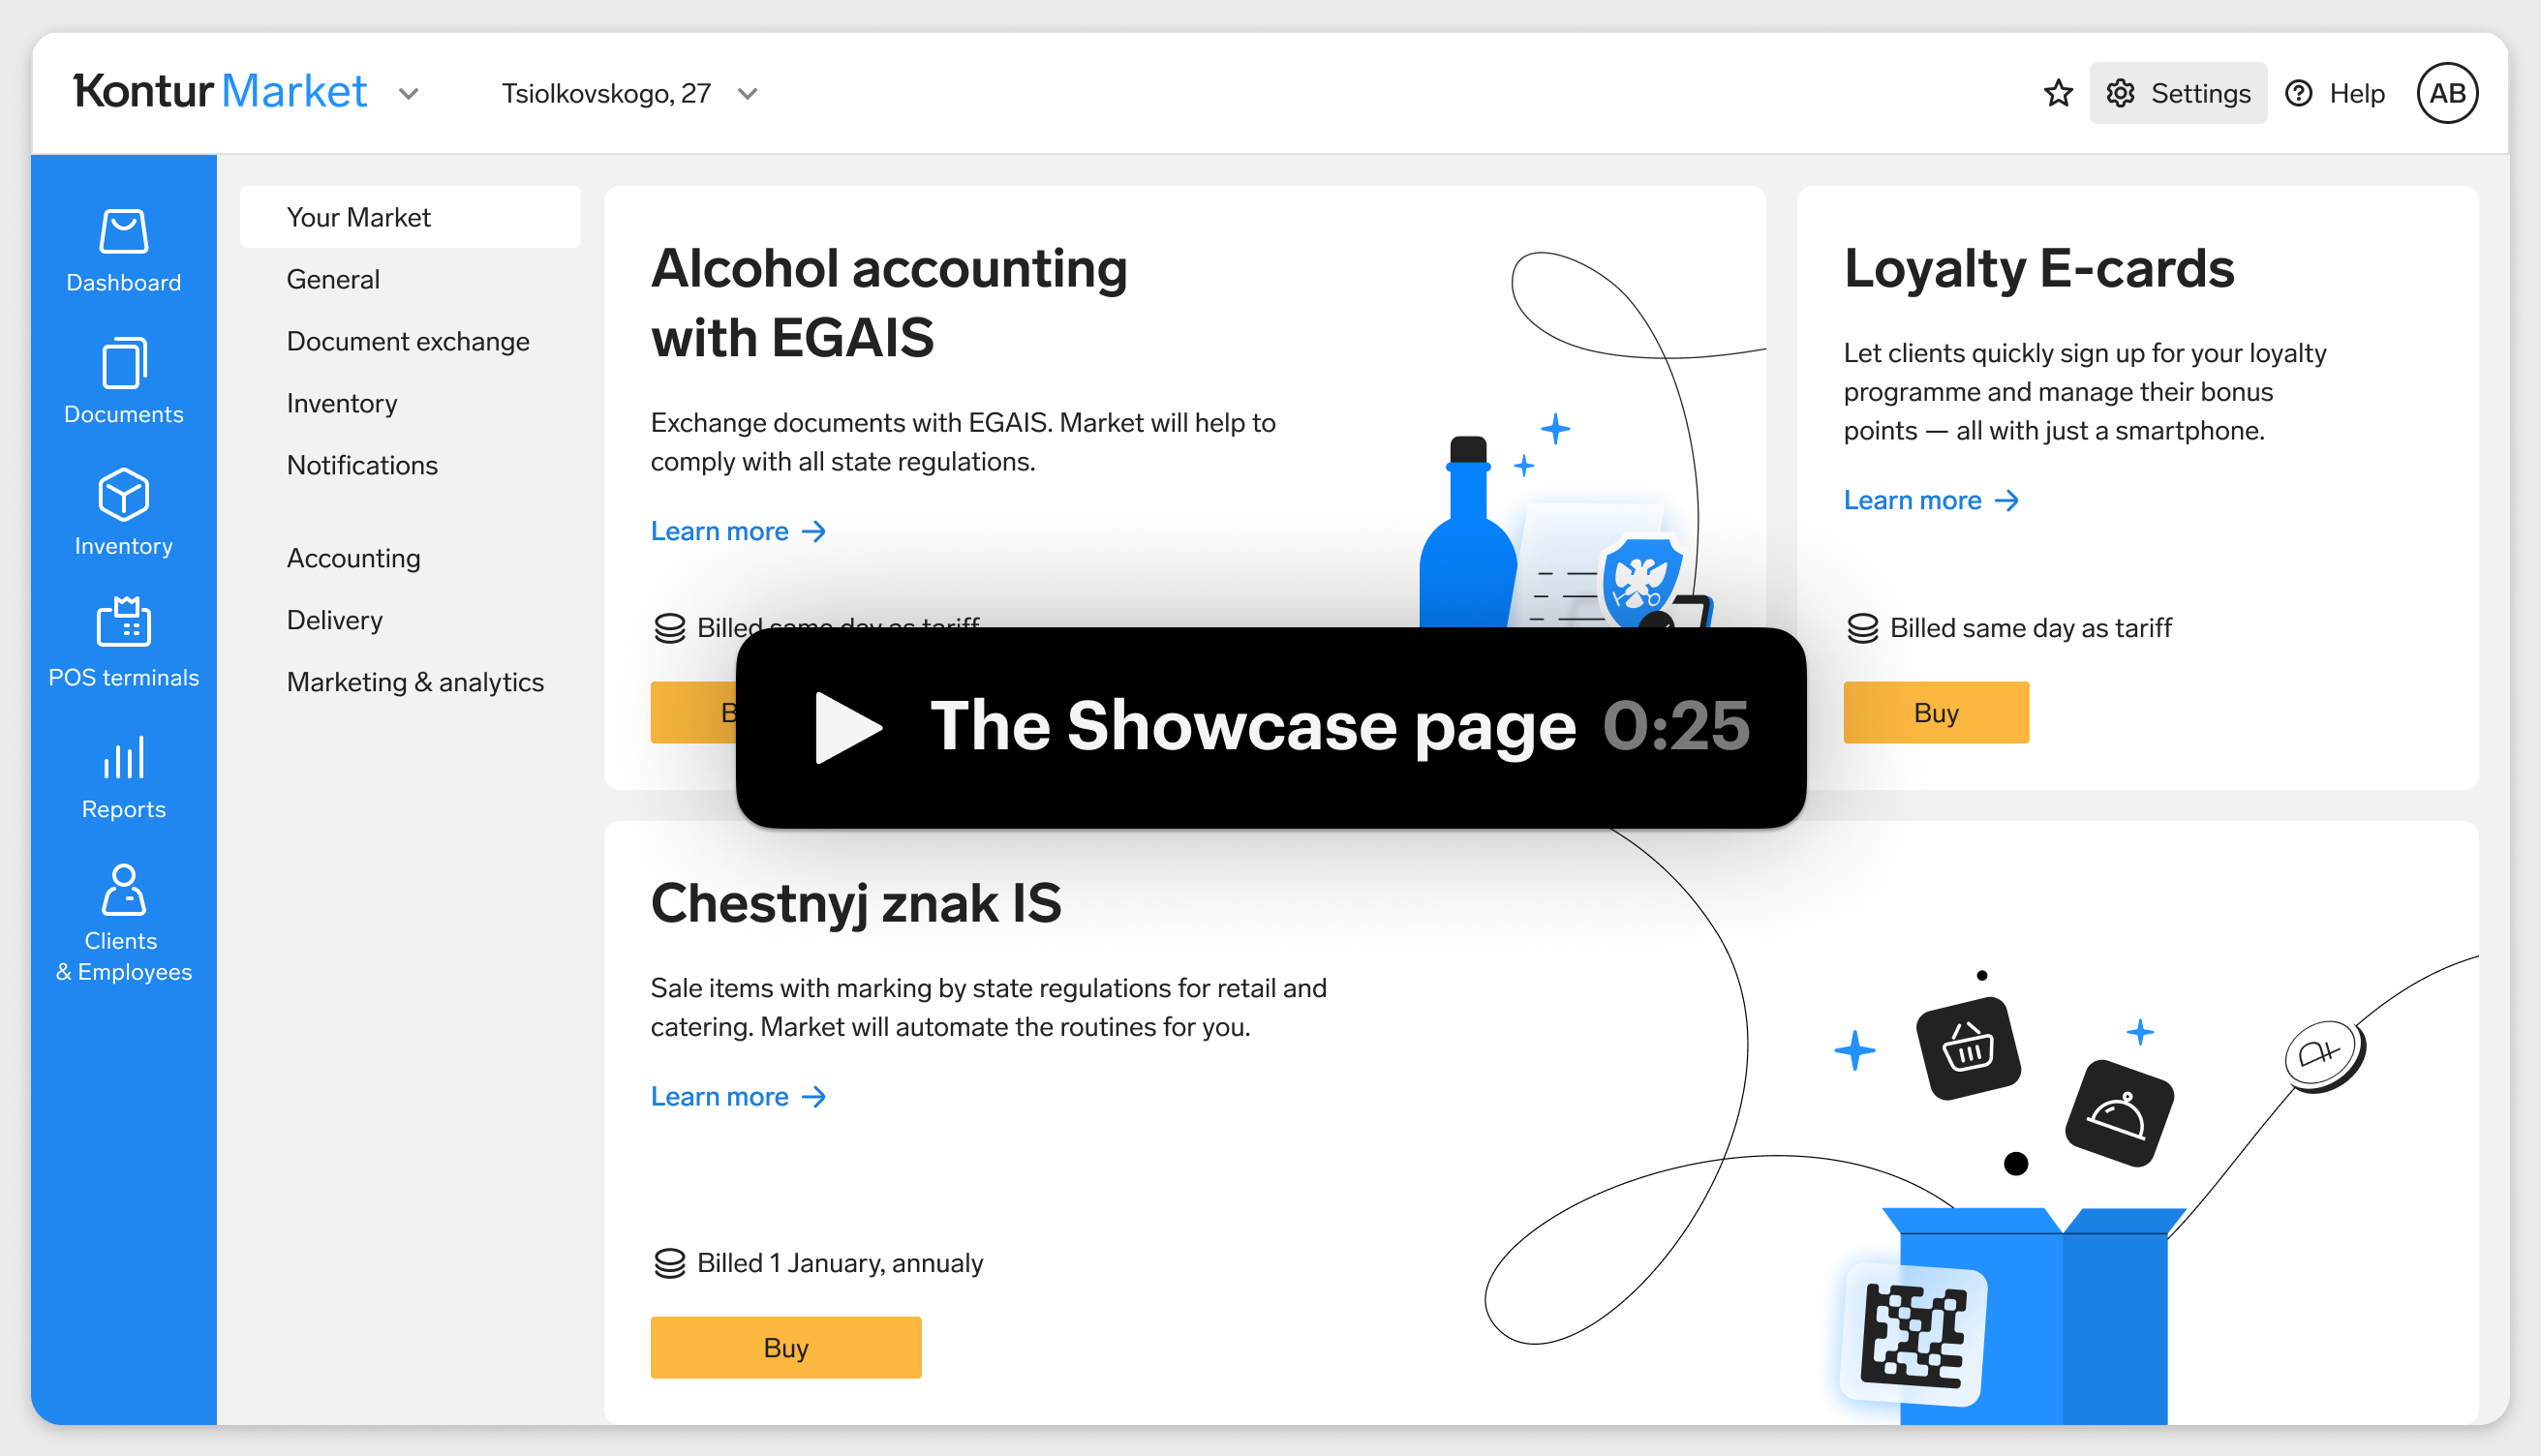 Kontur Market
Tsiolkovskogo, 27
Settings
Help
AB
Dashboard
Documents
Inventory
POS terminals
Reports
Clients
& Employees
Your Market
General
Document exchange
Inventory
Notifications
Accounting
Delivery
Marketing & analytics
Alcohol accounting
with EGAIS
Exchange documents with EGAIS. Market will help to
comply with all state regulations.
Learn more
Billed same day as tariff
Loyalty E-cards
Let clients quickly sign up for your loyalty
programme and manage their bonus
points — all with just a smartphone.
Learn more
Billed same day as tariff
Buy
The Showcase page 0:25
Chestnyj znak IS
Sale items with marking by state regulations for retail and
catering. Market will automate the routines for you.
Learn more
Billed 1 January, annualy
Buy